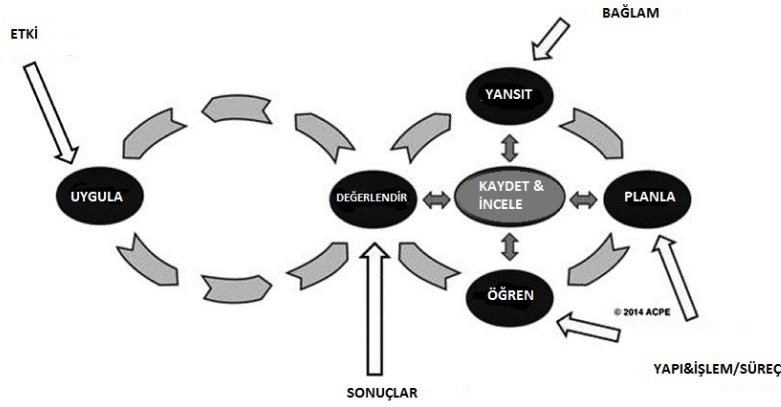 BAĞLAM
ETKİ
YANSIT
UYGULA
DEĞERLENDİR
KAYDET &
İNCELE
PLANLA
ÖĞREN
© 2014 ACPE
YAPI&İŞLEM/SÜREÇ
SONUÇLAR